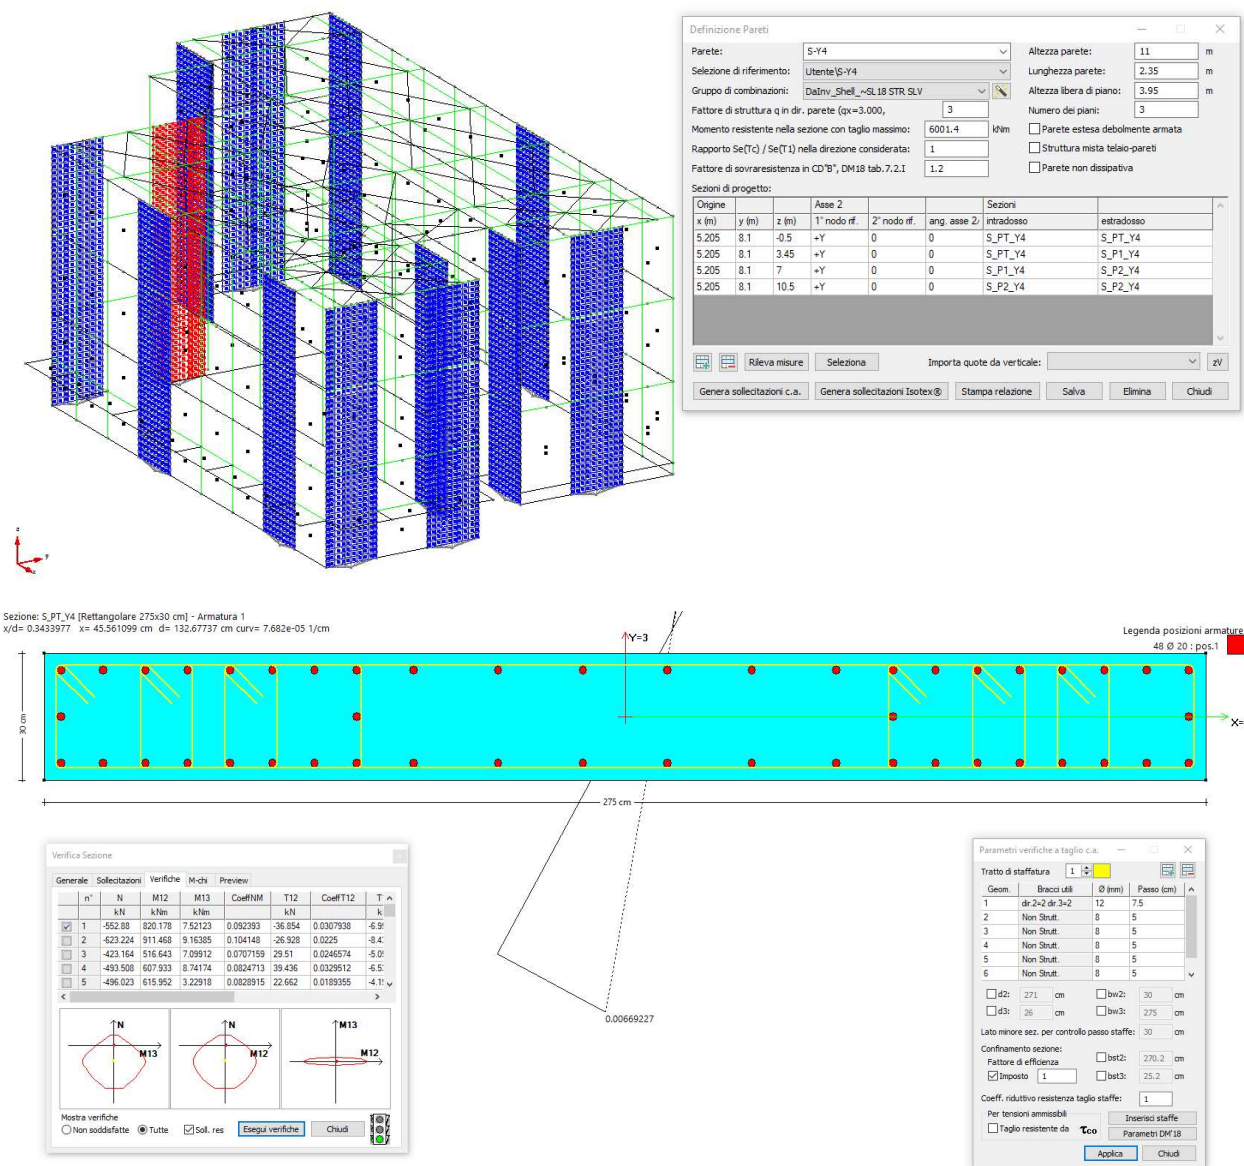 Definizione Pareti
Parete: S-Y4 Altezza parete: 11 m
Selezione di riferimento: Utente\S-Y4 Lunghezza parete: 2.35 m
Gruppo di combinazioni: DaInv_Shell_~SL18 STR SLV Altezza libera di piano: 3.95 m
Fattore di struttura q in dir. parete (qx=3.000, 3 Numero dei piani: 3
Momento resistente nella sezione con taglio massimo: 6001.4 kNm Parete estesa debolmente armata
Rapporto Se(Tc) / Se(T1) nella direzione considerata: 1 Struttura mista telaio-pareti
Fattore di sovraresistenza in CD"B", DM18 tab.7.2.I 1.2 Parete non dissipativa
Sezioni di progetto:
Origine Asse 2 Sezioni
x (m) y (m) z (m) 1° nodo rif. 2° nodo rif. ang. asse 2 intradosso estradosso
5.205 8.1 -0.5 +Y 0 0 S_PT_Y4 S_PT_Y4
5.205 8.1 3.45 +Y 0 0 S_PT_Y4 S_P1_Y4
5.205 8.1 7 +Y 0 0 S_P1_Y4 S_P2_Y4
5.205 8.1 10.5 +Y 0 0 S_P2_Y4 S_P2_Y4
Rileva misure Seleziona Importa quote da verticale: zV
Genera sollecitazioni c.a. Genera sollecitazioni Isotex® Stampa relazione Salva Elimina Chiudi
z
Y
x
Sezione: S_PT_Y4 [Rettangolare 275x30 cm] - Armatura 1
x/d= 0.3433977 x= 45.561099 cm d= 132.67737 cm curv= 7.682e-05 1/cm
Legenda posizioni armature
48 Ø 20 : pos.1
Y=3
30 cm
X=
275 cm
0.00669227
Verifica Sezione
Generale Sollecitazioni Verifiche M-chi Preview
n° N M12 M13 CoeffNM T12 CoeffT12 T
kN kNm kNm kN k
1 -552.88 820.178 7.52123 0.092393 -36.854 0.0307938 -6.9
2 -623.224 911.468 9.16385 0.104148 -26.928 0.0225 -8.4
3 -423.164 516.643 7.09912 0.0707159 29.51 0.0246574 -5.0
4 -493.508 607.933 8.74174 0.0824713 39.436 0.0329512 -6.5
5 -496.023 615.952 3.22918 0.0828915 22.662 0.0189355 -4.1
N M13
N M12
M13 M12
Mostra verifiche
Non soddisfatte Tutte Soll. res Esegui verifiche Chiudi
Parametri verifiche a taglio c.a.
Tratto di staffatura 1
Geom. Bracci utili Ø (mm) Passo (cm)
1 dir.2=2 dir.3=2 12 7.5
2 Non Strutt. 8 5
3 Non Strutt. 8 5
4 Non Strutt. 8 5
5 Non Strutt. 8 5
6 Non Strutt. 8 5
d2: 271 cm bw2: 30 cm
d3: 26 cm bw3: 275 cm
Lato minore sez. per controllo passo staffe: 30 cm
Confinamento sezione:
Fattore di efficienza bst2: 270.2 cm
Imposto 1 bst3: 25.2 cm
Coeff. riduttivo resistenza taglio staffe: 1
Per tensioni ammissibili Inserisci staffe
Taglio resistente da τco Parametri DM'18
Applica Chiudi